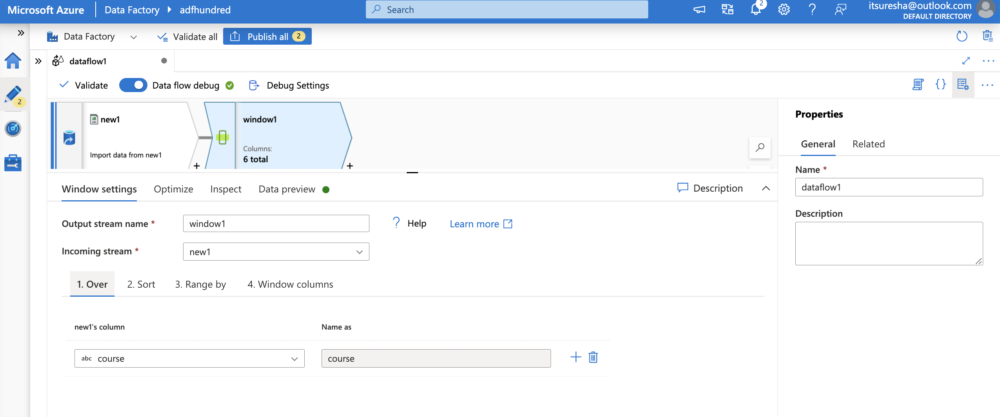 Microsoft Azure
Data Factory
adfhundred
Search
2
itsuresha@outlook.com
DEFAULT DIRECTORY
Data Factory
Validate all
Publish all 2
dataflow1
Validate
Data flow debug
Debug Settings
2
new1
Import data from new1
+
window1
Columns:
6 total
+
Window settings
Optimize
Inspect
Data preview
Description
Output stream name *
window1
? Help
Learn more
Incoming stream *
new1
1. Over
2. Sort
3. Range by
4. Window columns
new1's column
Name as
abc course
course
Properties
General
Related
Name *
dataflow1
Description